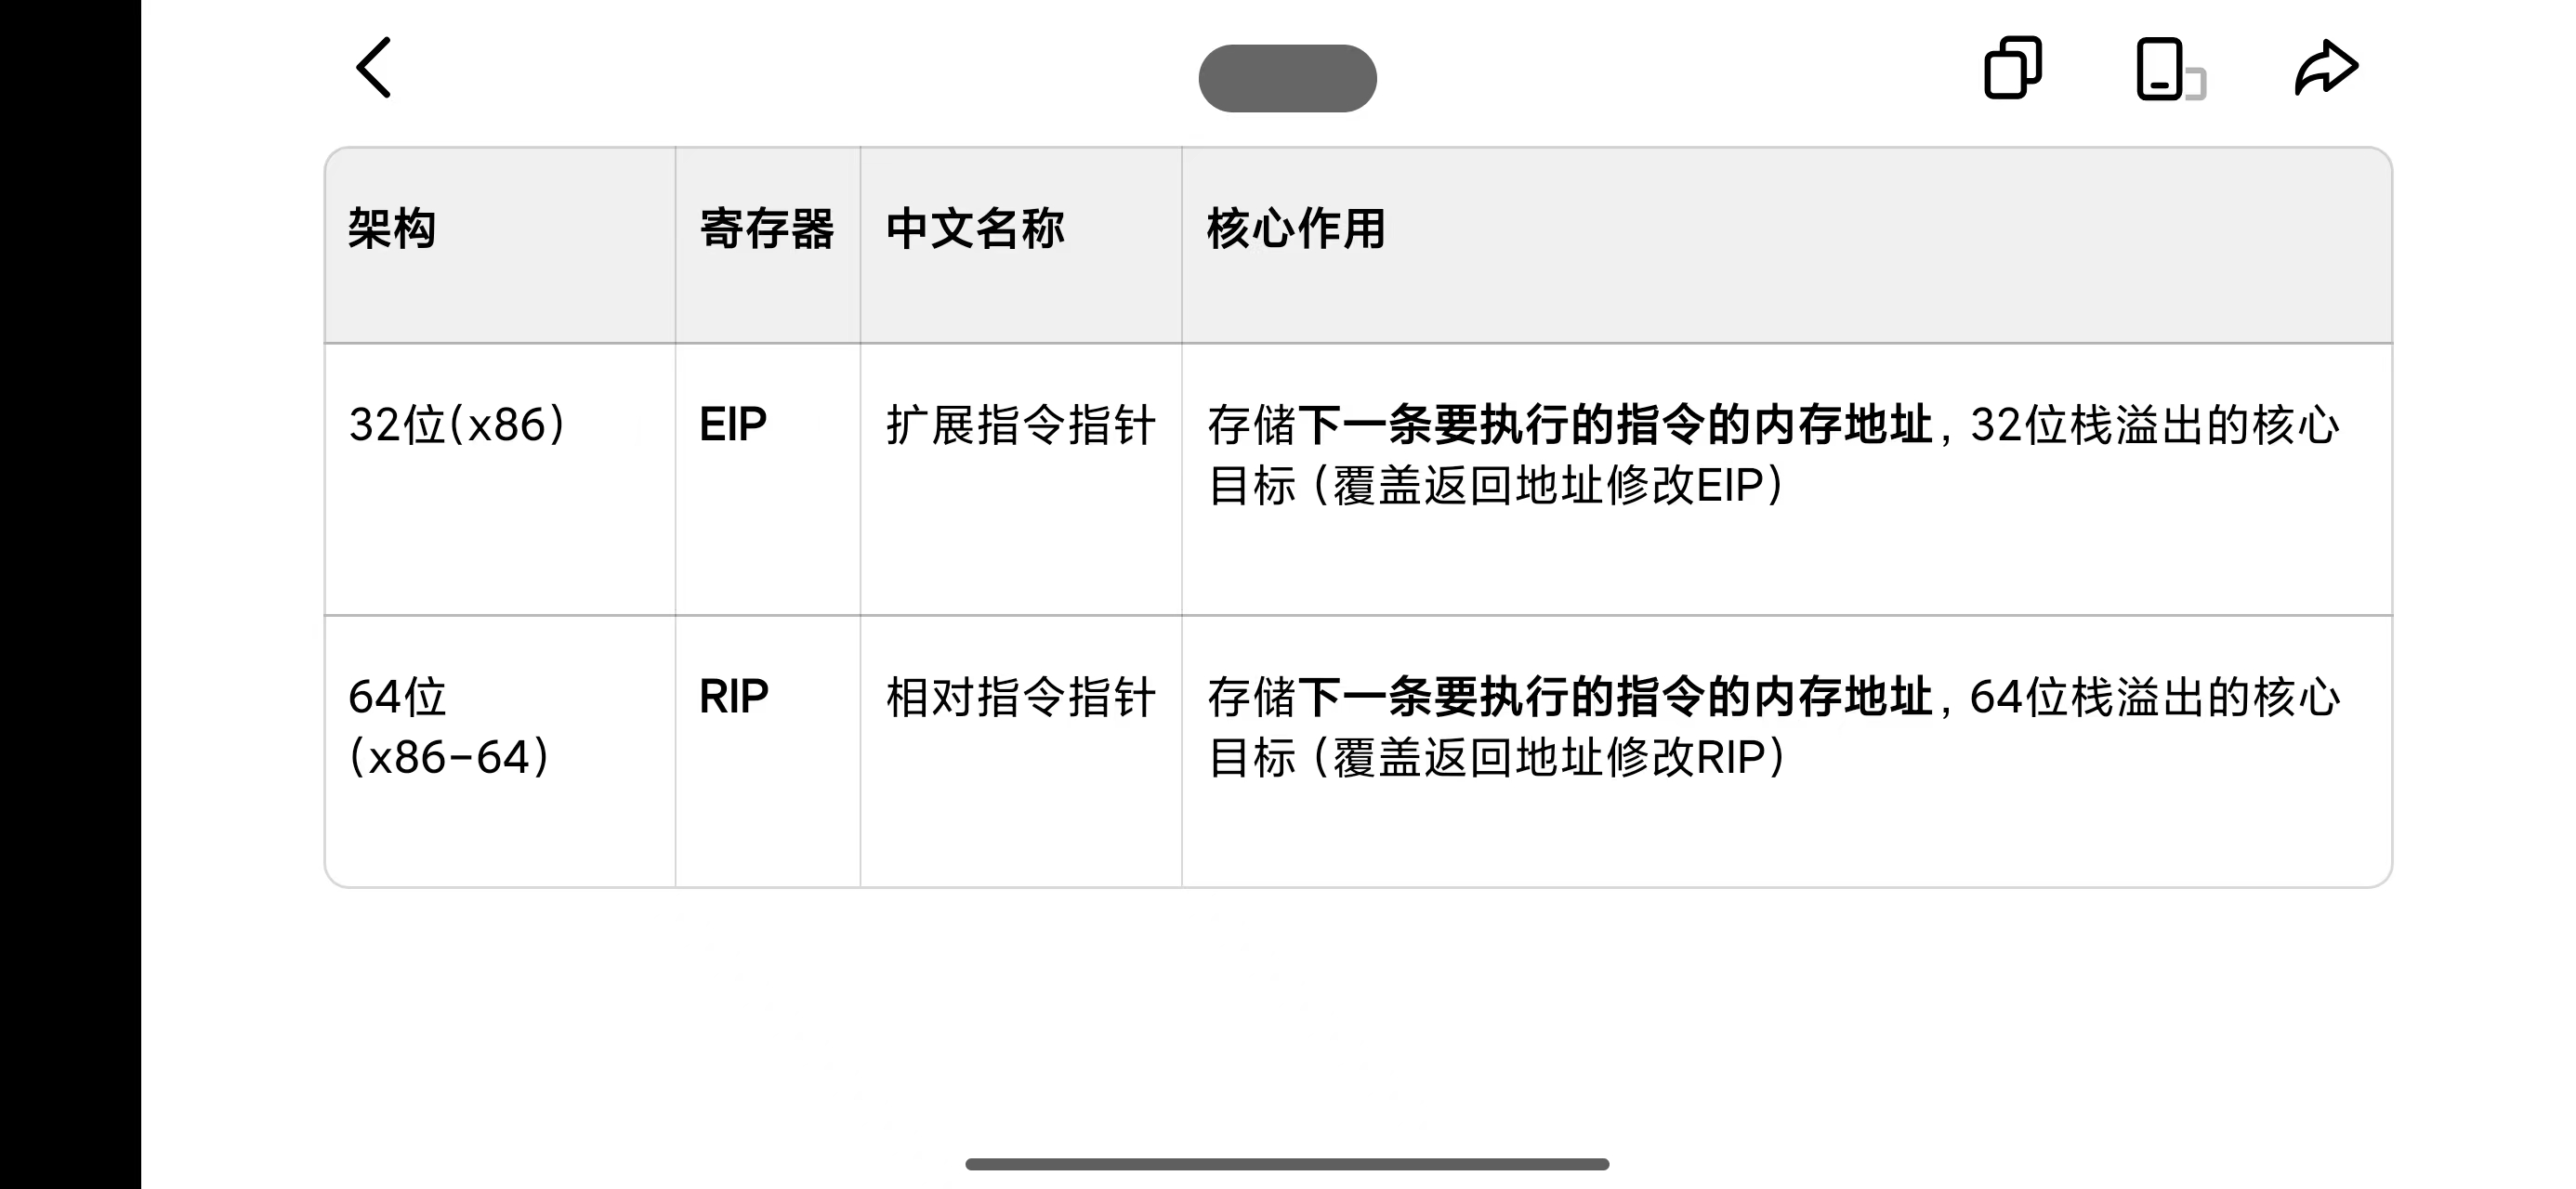 架构 寄存器 中文名称 核心作用
32位(x86) EIP 扩展指令指针 存储下一条要执行的指令的内存地址，32位栈溢出的核心
目标（覆盖返回地址修改EIP）
64位 RIP 相对指令指针 存储下一条要执行的指令的内存地址，64位栈溢出的核心
(x86-64) 目标（覆盖返回地址修改RIP）